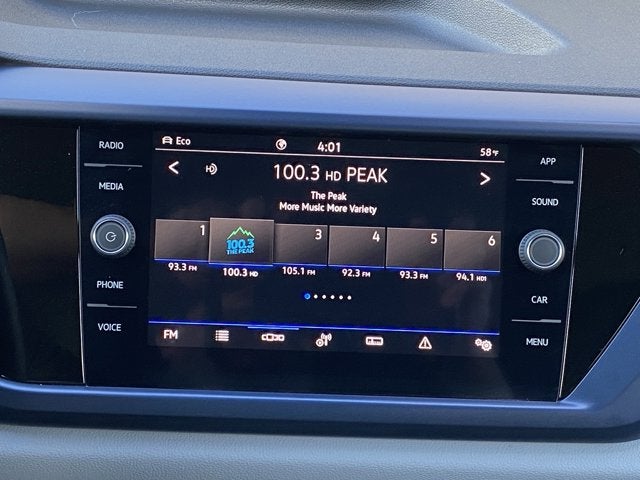 RADIO
MEDIA
PHONE
VOICE
Eco
4:01
58°F
100.3 HD PEAK
The Peak
More Music More Variety
1
100.3
THE PEAK
3
4
5
6
93.3 FM
100.3 HD
105.1 FM
92.3 FM
93.3 FM
94.1 HD1
FM
APP
SOUND
CAR
MENU